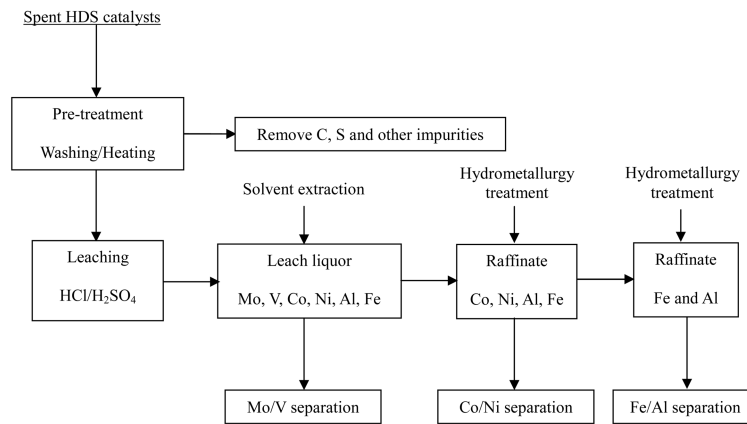 Spent HDS catalysts
Pre-treatment
Washing/Heating
Remove C, S and other impurities
Solvent extraction
Hydrometallurgy
treatment
Hydrometallurgy
treatment
Leaching
HCl/H₂SO₄
Leach liquor
Mo, V, Co, Ni, Al, Fe
Raffinate
Co, Ni, Al, Fe
Raffinate
Fe and Al
Mo/V separation
Co/Ni separation
Fe/Al separation